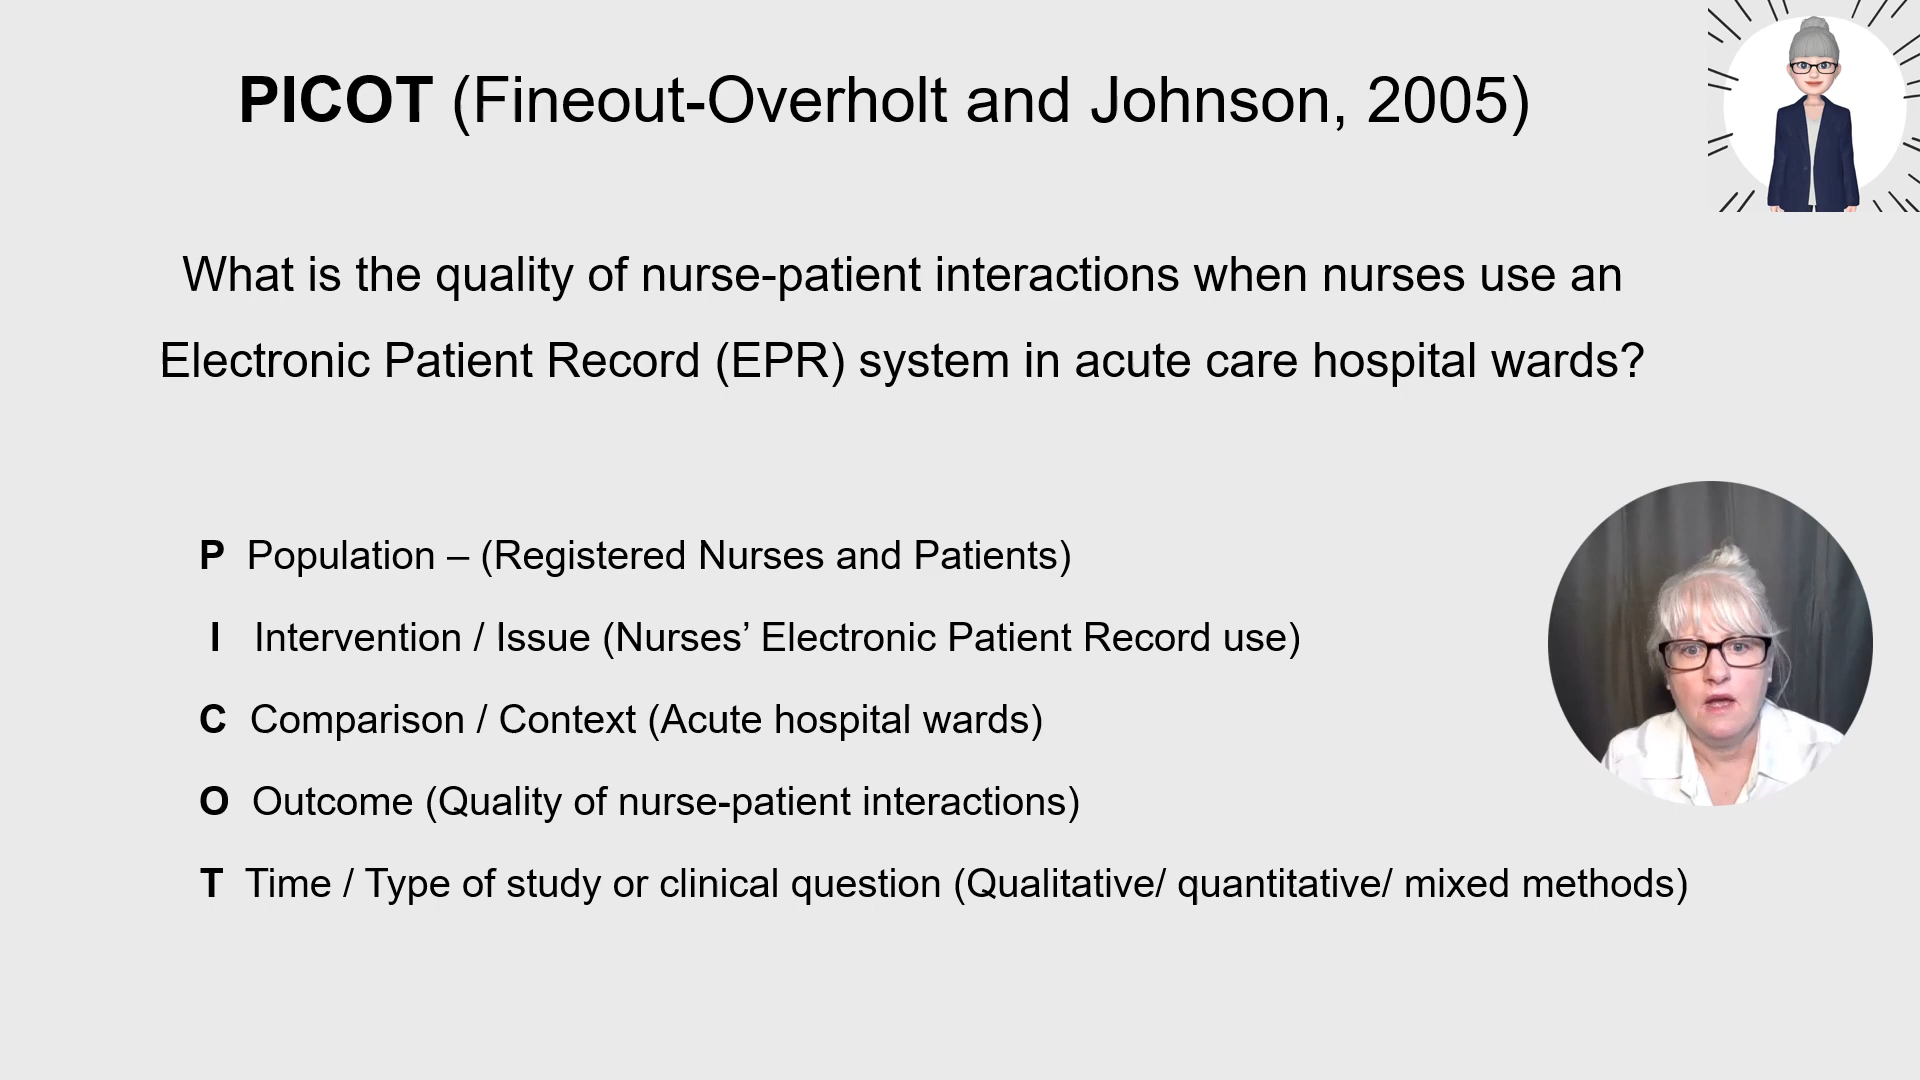 PICOT (Fineout-Overholt and Johnson, 2005)
What is the quality of nurse-patient interactions when nurses use an
Electronic Patient Record (EPR) system in acute care hospital wards?
P Population – (Registered Nurses and Patients)
I Intervention / Issue (Nurses’ Electronic Patient Record use)
C Comparison / Context (Acute hospital wards)
O Outcome (Quality of nurse-patient interactions)
T Time / Type of study or clinical question (Qualitative/ quantitative/ mixed methods)